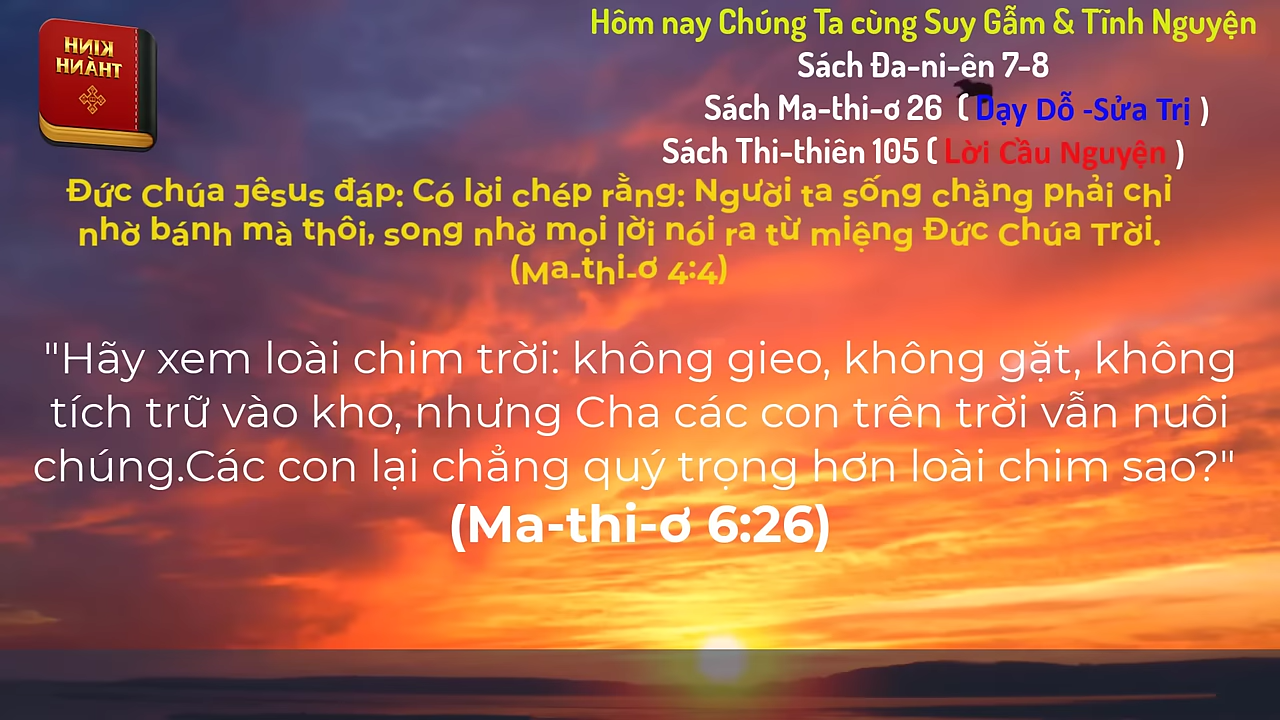 KINH
THÁNH
Hôm nay Chúng Ta cùng Suy Gẫm & Tĩnh Nguyện
Sách Đa-ni-ên 7-8
Sách Ma-thi-ơ 26 ( Dạy Dỗ -Sửa Trị )
Sách Thi-thiên 105 ( Lời Cầu Nguyện )
Đức Chúa Jêsus đáp: Có lời chép rằng: Người ta sống chẳng phải chỉ
nhờ bánh mà thôi, song nhờ mọi lời nói ra từ miệng Đức Chúa Trời.
(Ma-thi-ơ 4:4)
"Hãy xem loài chim trời: không gieo, không gặt, không
tích trữ vào kho, nhưng Cha các con trên trời vẫn nuôi
chúng.Các con lại chẳng quý trọng hơn loài chim sao?"
(Ma-thi-ơ 6:26)